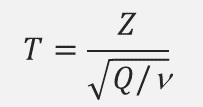 T = Z / √(Q/ν)